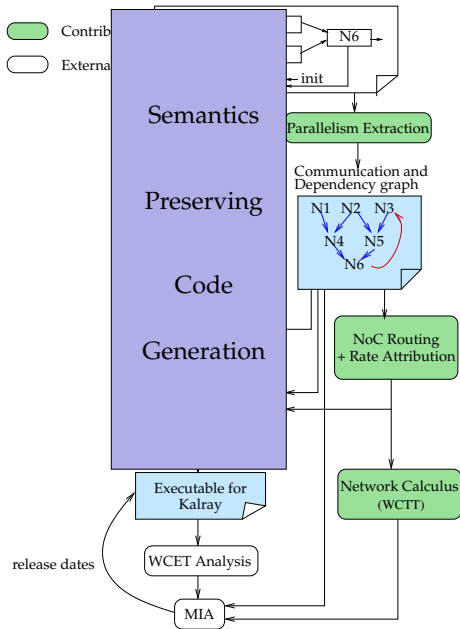 Contrib
Externa
N6
init
Semantics
Preserving
Code
Generation
Parallelism Extraction
Communication and
Dependency graph
N1 N2 N3
N4 N5
N6
NoC Routing
+ Rate Attribution
Executable for
Kalray
Network Calculus
(WCTT)
WCET Analysis
release dates
MIA